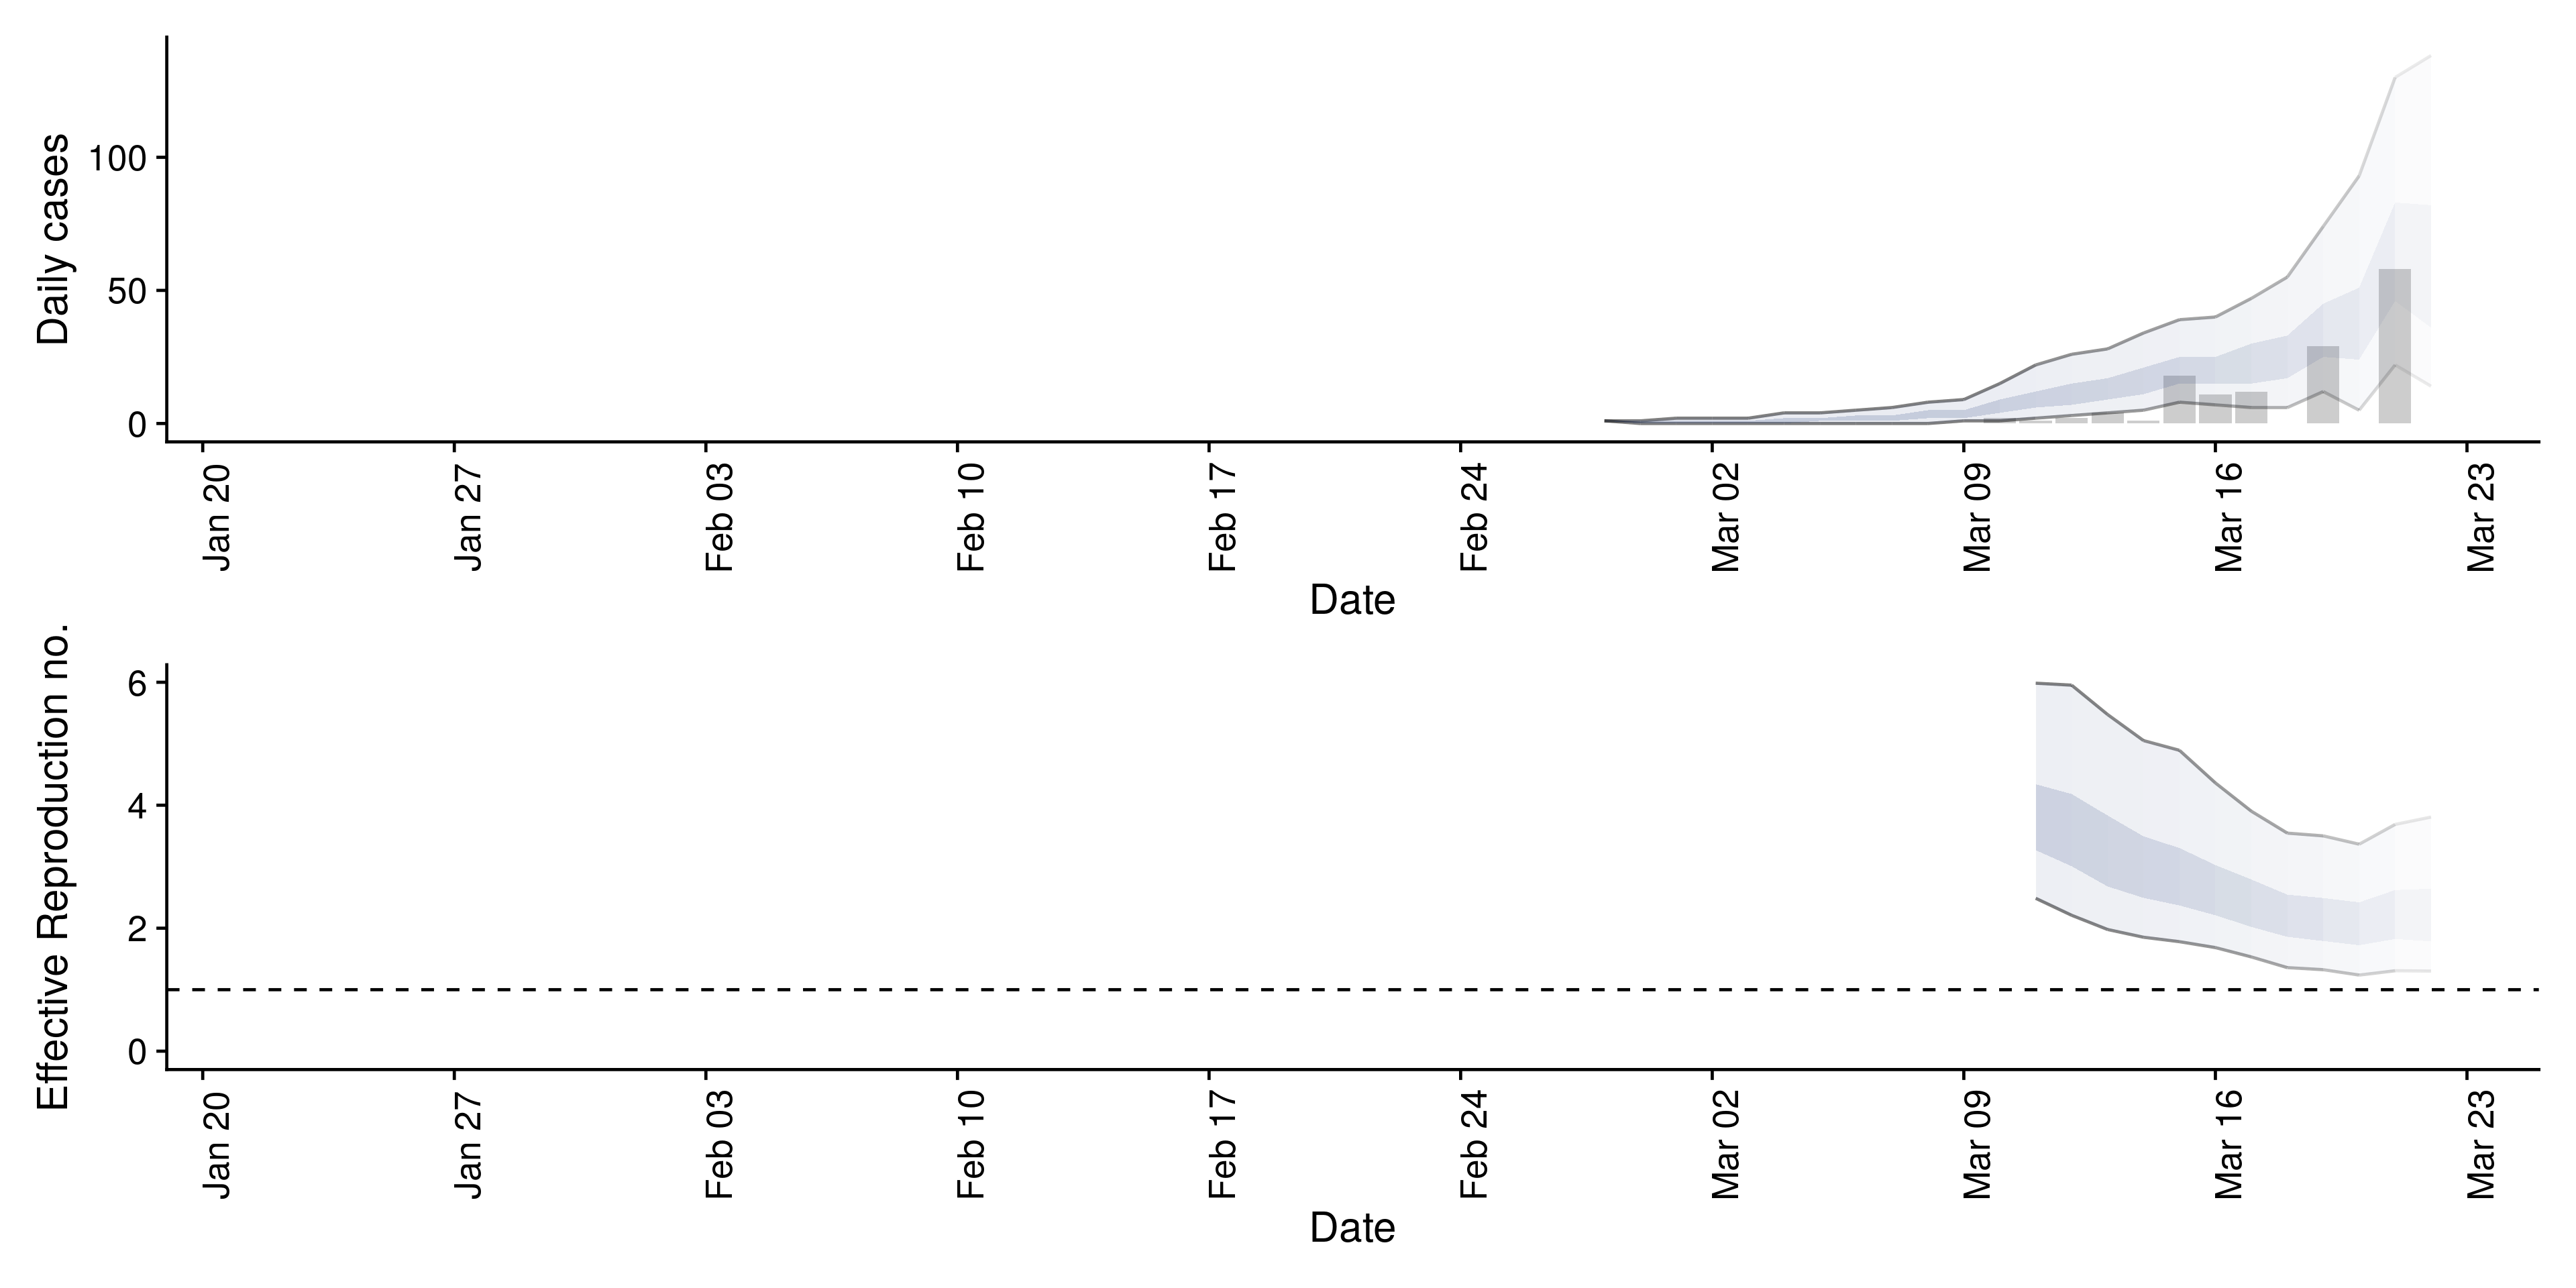 Daily cases
100
50
0
Jan 20
Jan 27
Feb 03
Feb 10
Feb 17
Feb 24
Mar 02
Mar 09
Mar 16
Mar 23
Date
Effective Reproduction no.
6
4
2
0
Jan 20
Jan 27
Feb 03
Feb 10
Feb 17
Feb 24
Mar 02
Mar 09
Mar 16
Mar 23
Date